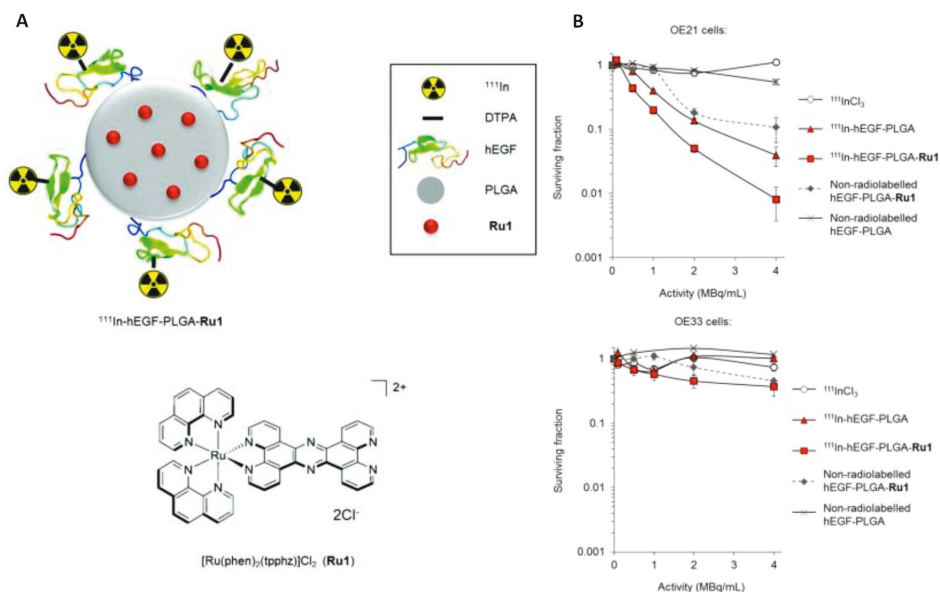 A
¹¹¹In
DTPA
hEGF
PLGA
Ru1
¹¹¹In-hEGF-PLGA-Ru1
N
N
N
N
N
N
Ru
N
N
N
N
2+
2Cl⁻
[Ru(phen)₂(tpphz)]Cl₂ (Ru1)
B
OE21 cells:
Surviving fraction
1
0.1
0.01
0.001
0
1
2
3
4
Activity (MBq/mL)
¹¹¹InCl₃
¹¹¹In-hEGF-PLGA
¹¹¹In-hEGF-PLGA-Ru1
Non-radiolabelled
hEGF-PLGA-Ru1
Non-radiolabelled
hEGF-PLGA
OE33 cells:
Surviving fraction
1
0.1
0.01
0.001
0
1
2
3
4
Activity (MBq/mL)
¹¹¹InCl₃
¹¹¹In-hEGF-PLGA
¹¹¹In-hEGF-PLGA-Ru1
Non-radiolabelled
hEGF-PLGA-Ru1
Non-radiolabelled
hEGF-PLGA